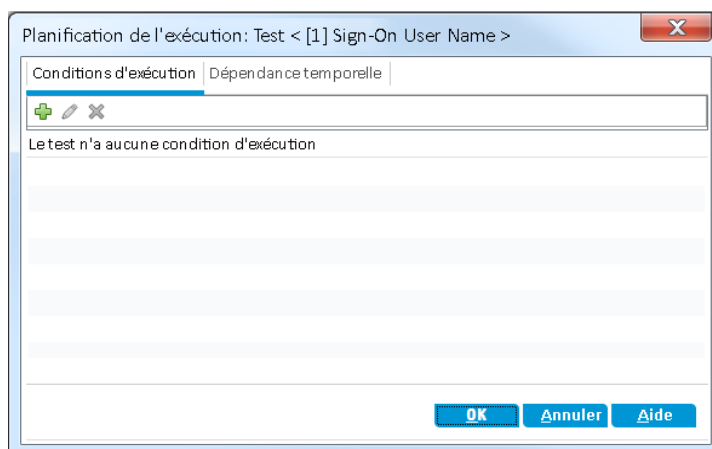 Planification de l'exécution: Test < [1] Sign-On User Name >
X
Conditions d'exécution Dépendance temporelle
Le test n'a aucune condition d'exécution
OK Annuler Aide